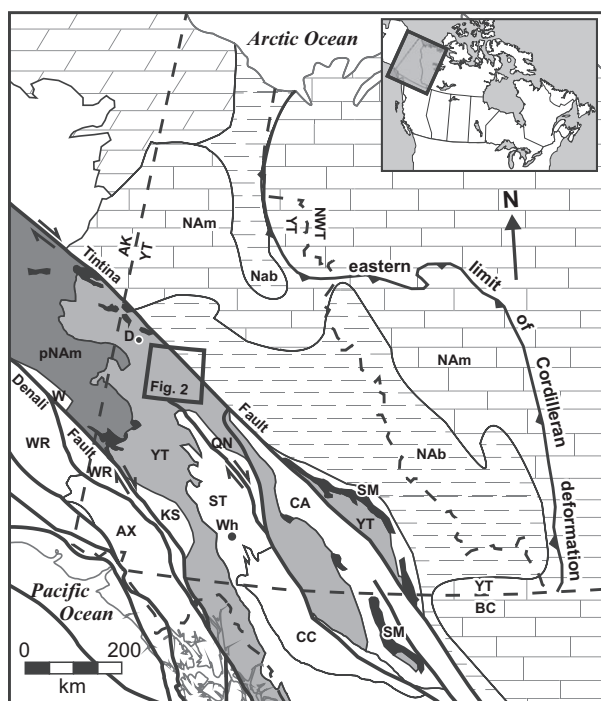 Arctic Ocean
N
NAm
AK
YT
NWT
YT
Nab
eastern
limit
of
Cordilleran
deformation
Tintina
D
pNAm
NAm
Fig. 2
Denali
W
Fault
Fault
WR
WR
YT
QN
NAb
SM
ST
CA
YT
KS
Wh
AX
YT
BC
Pacific
Ocean
CC
SM
0 200
km